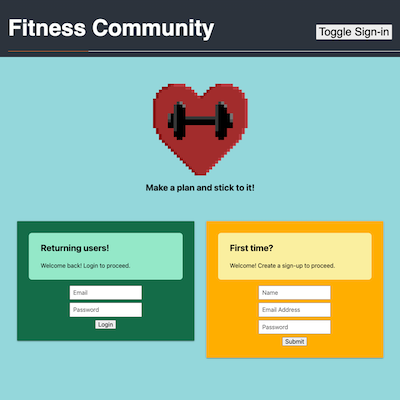 Fitness Community
Toggle Sign-in
Make a plan and stick to it!
Returning users!
Welcome back! Login to proceed.
Email
Password
Login
First time?
Welcome! Create a sign-up to proceed.
Name
Email Address
Password
Submit